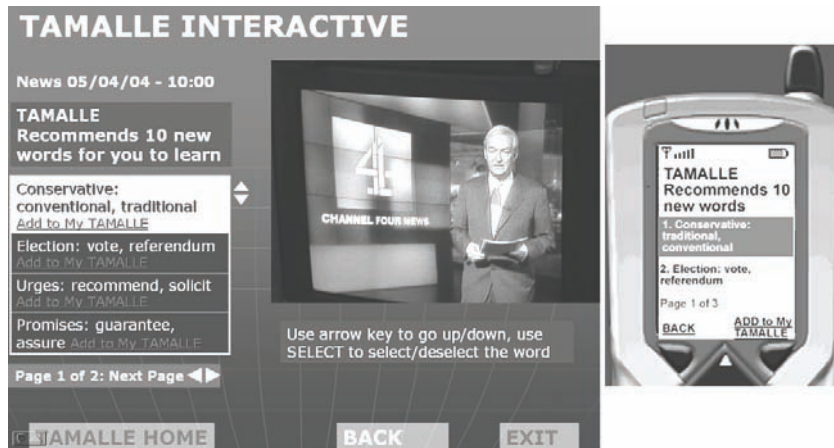 TAMALLE INTERACTIVE
News 05/04/04 - 10:00
TAMALLE
Recommends 10 new
words for you to learn
Conservative:
conventional, traditional
Add to My TAMALLE
Election: vote, referendum
Add to My TAMALLE
Urges: recommend, solicit
Add to My TAMALLE
Promises: guarantee,
assure Add to My TAMALLE
Page 1 of 2: Next Page
4
CHANNEL FOUR NEWS
Use arrow key to go up/down, use
SELECT to select/deselect the word
TAMALLE HOME
BACK
EXIT
TAMALLE
Recommends 10
new words
1. Conservative:
traditional,
conventional
2. Election: vote,
referendum
Page 1 of 3
BACK
ADD to My
TAMALLE